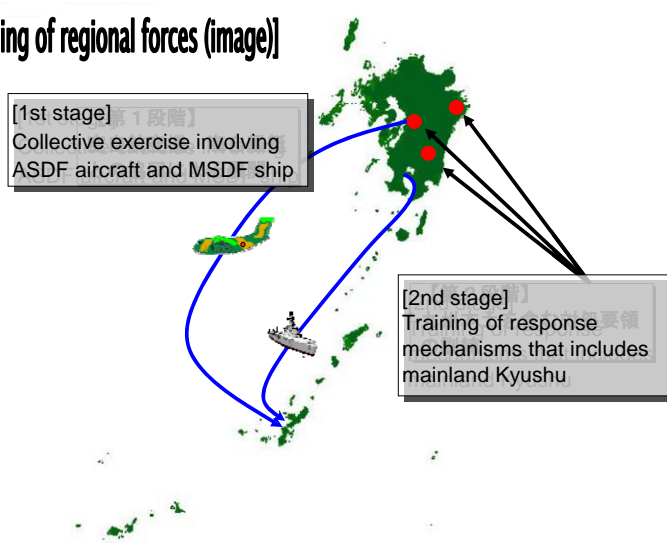 ing of regional forces (image)]
[1st stage]
Collective exercise involving
ASDF aircraft and MSDF ship
[2nd stage]
Training of response
mechanisms that includes
mainland Kyushu